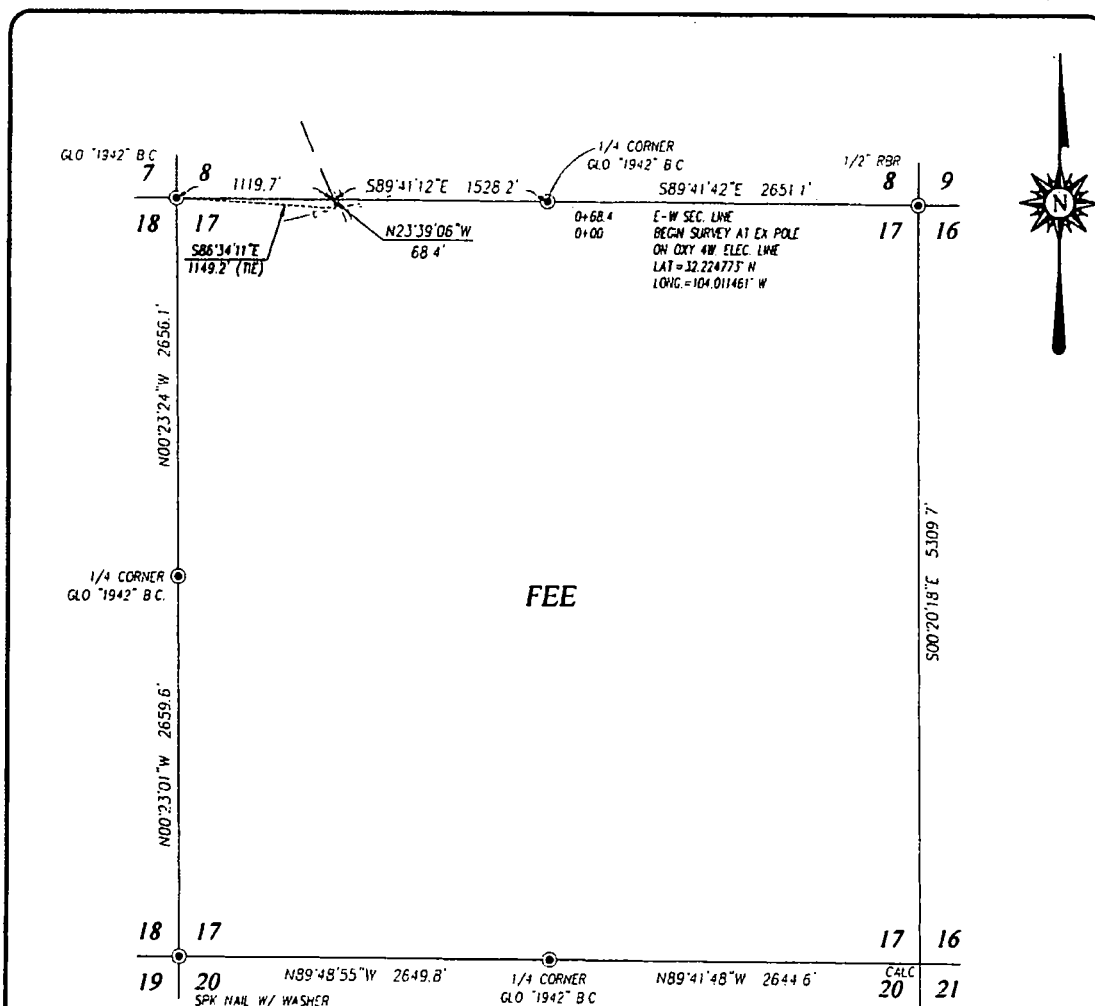 GLO "1942" B C
7 8
1119.7'
S89°41'12"E 1528 2'
1/4 CORNER
GLO "1942" B C
S89°41'42"E 2651.1'
1/2" RBR
8 9
18 17
S86°34'11"E
1149.2' (TIE)
N23°39'06"W
68 4'
0+68.4 E-W SEC. LINE
0+00 BEGIN SURVEY AT EX POLE
ON OXY 4W. ELEC. LINE
LAT=32.224773° N
LONG.=104.011461° W
17 16
N
N00°23'24"W 2656.1'
1/4 CORNER
GLO "1942" B C.
FEE
S00°20'18"E 5309 7'
N00°23'01"W 2659.6'
18 17
19 20
SPK NAIL W/ WASHER
N89°48'55"W 2649.8'
1/4 CORNER
GLO "1942" B C
N89°41'48"W 2644 6'
17 16
CALC
20 21